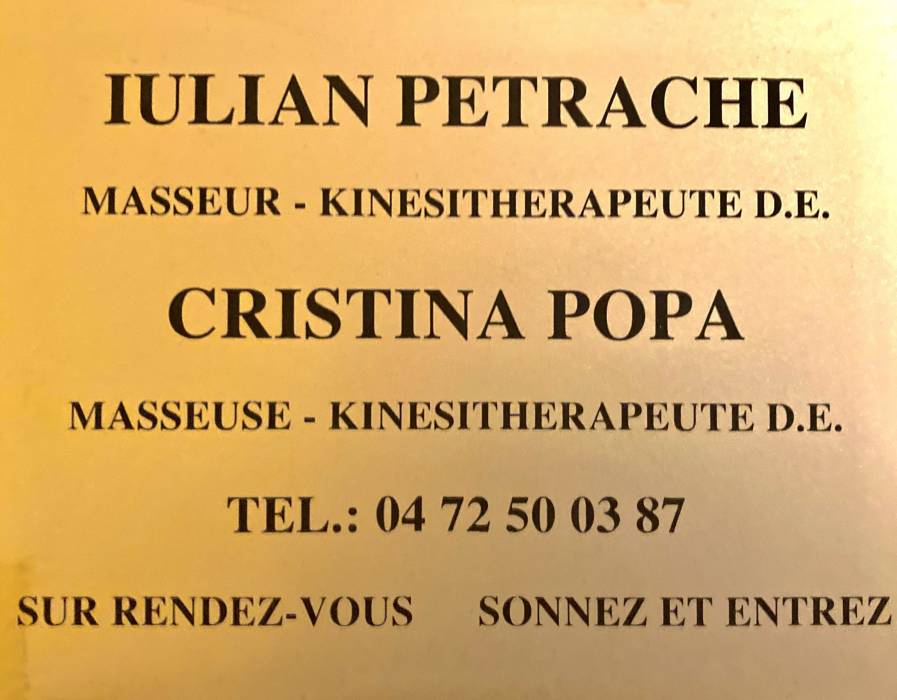 IULIAN PETRACHE
MASSEUR - KINESITHERAPEUTE D.E.
CRISTINA POPA
MASSEUSE - KINESITHERAPEUTE D.E.
TEL.: 04 72 50 03 87
SUR RENDEZ-VOUS SONNEZ ET ENTREZ